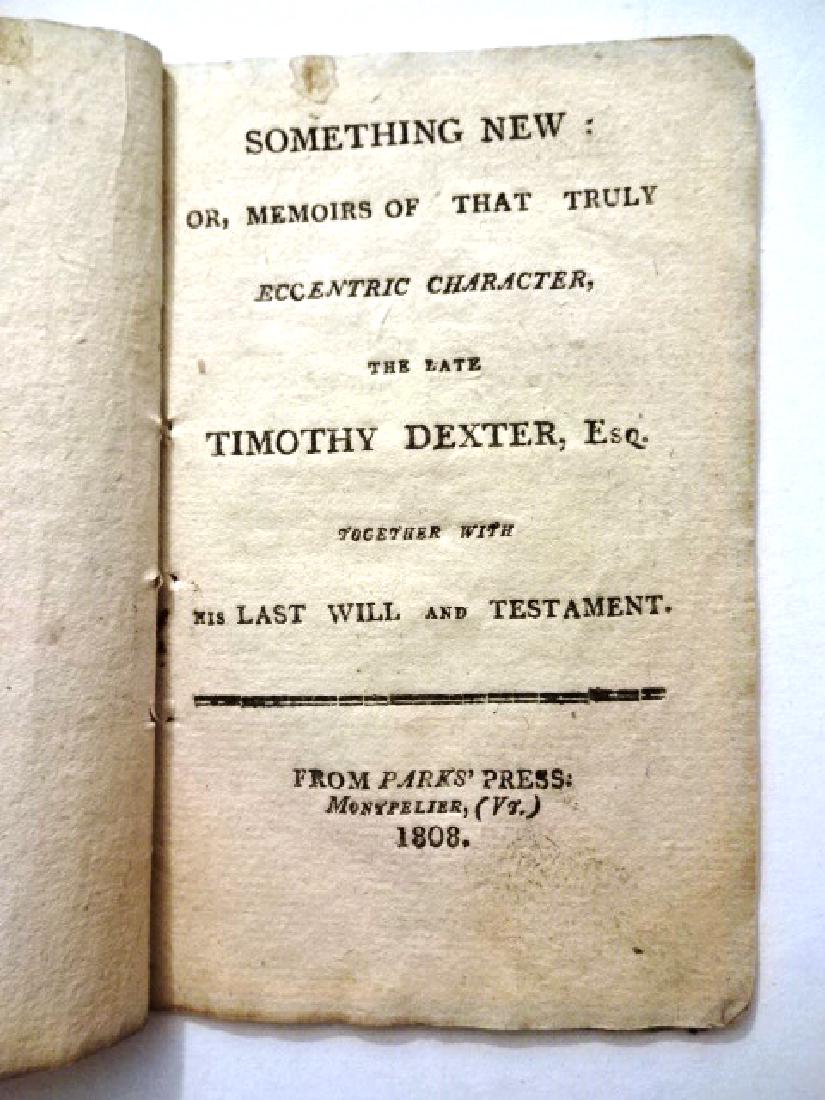 SOMETHING NEW :
OR, MEMOIRS OF THAT TRULY
ECCENTRIC CHARACTER,
THE LATE
TIMOTHY DEXTER, Esq.
TOGETHER WITH
HIS LAST WILL AND TESTAMENT.
FROM PARKS' PRESS:
MONTPELIER, (VT.)
1808.